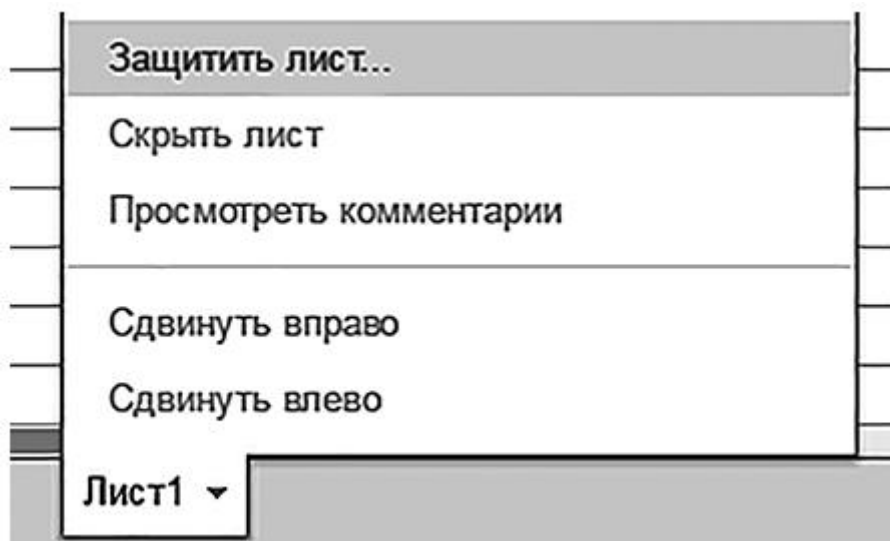 Защитить лист...
Скрыть лист
Просмотреть комментарии
Сдвинуть вправо
Сдвинуть влево
Лист1